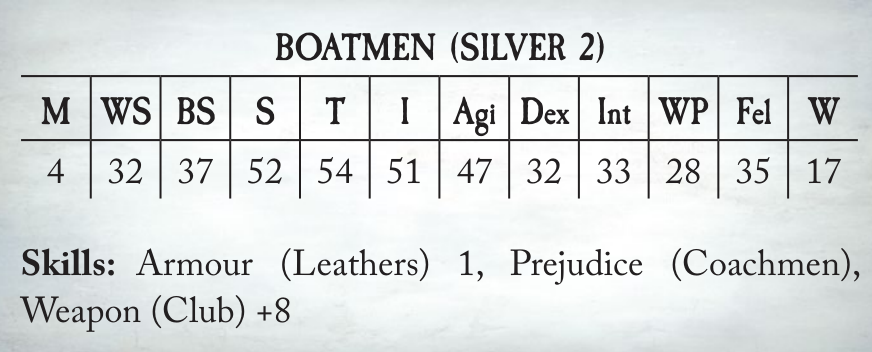 BOATMEN (SILVER 2)
M WS BS S T I Agi Dex Int WP Fel W
4 32 37 52 54 51 47 32 33 28 35 17
Skills: Armour (Leathers) 1, Prejudice (Coachmen),
Weapon (Club) +8